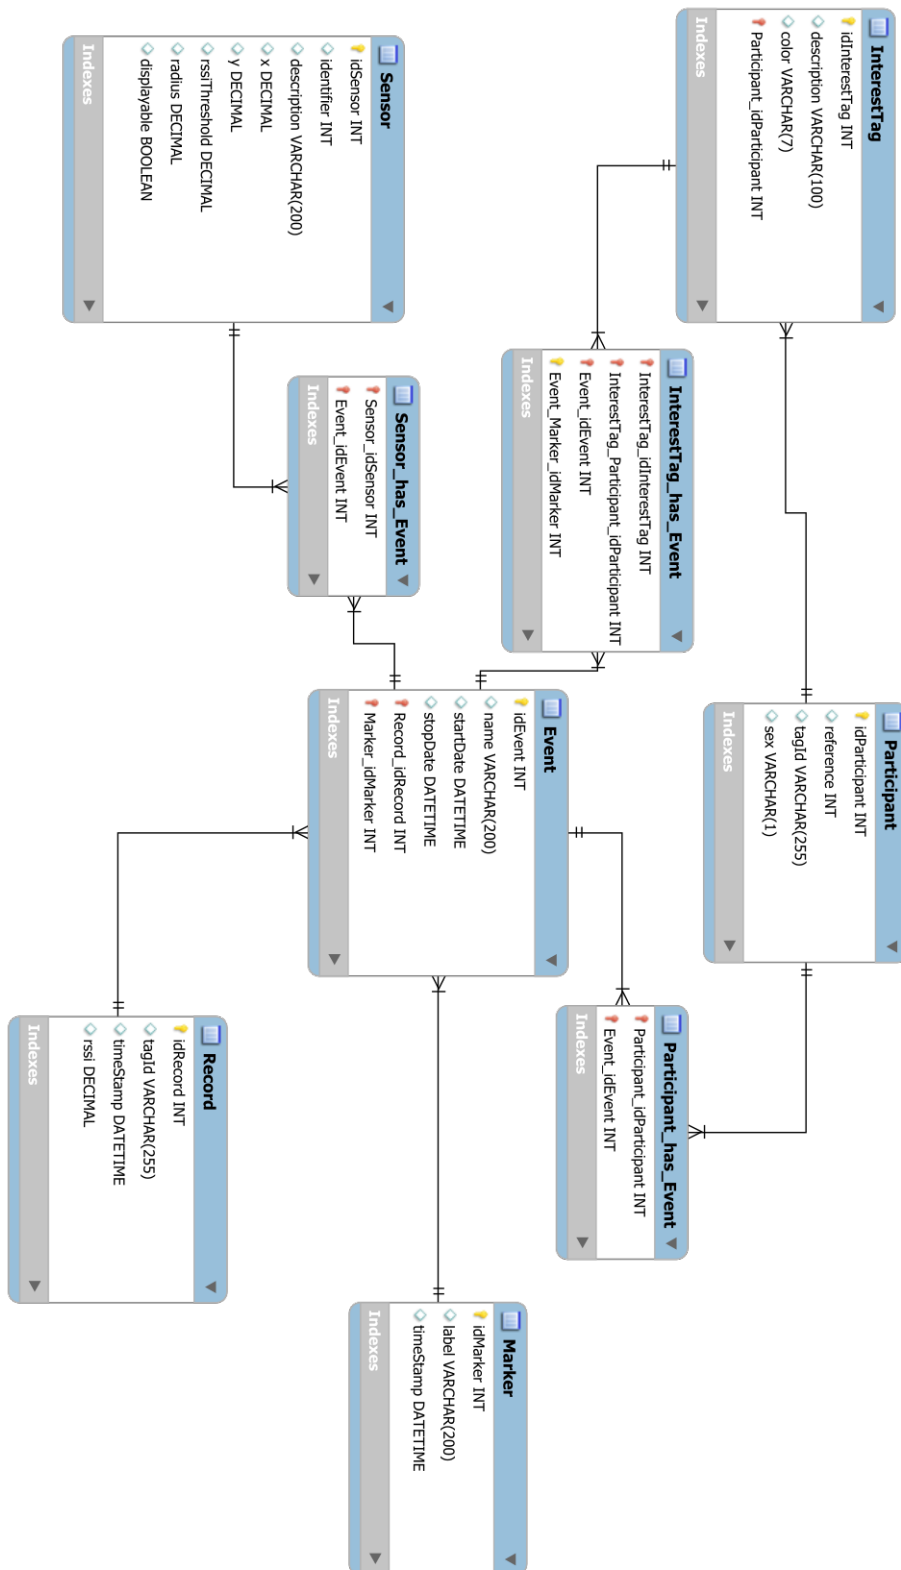 InterestTag
idInterestTag INT
description VARCHAR(100)
color VARCHAR(7)
Participant_idParticipant INT
Indexes
Participant
idParticipant INT
reference INT
tagId VARCHAR(255)
sex VARCHAR(1)
Indexes
InterestTag_has_Event
InterestTag_idInterestTag INT
InterestTag_Participant_idParticipant INT
Event_idEvent INT
Event_Marker_idMarker INT
Indexes
Participant_has_Event
Participant_idParticipant INT
Event_idEvent INT
Indexes
Event
idEvent INT
name VARCHAR(200)
startDate DATETIME
stopDate DATETIME
Record_idRecord INT
Marker_idMarker INT
Indexes
Marker
idMarker INT
label VARCHAR(200)
timeStamp DATETIME
Indexes
Sensor
idSensor INT
identifier INT
description VARCHAR(200)
x DECIMAL
y DECIMAL
rssiThreshold DECIMAL
radius DECIMAL
displayable BOOLEAN
Indexes
Sensor_has_Event
Sensor_idSensor INT
Event_idEvent INT
Indexes
Record
idRecord INT
tagId VARCHAR(255)
timeStamp DATETIME
rssi DECIMAL
Indexes